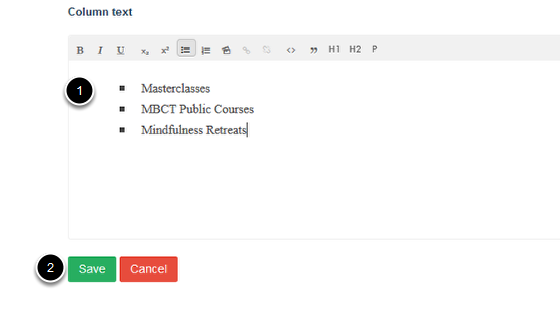 Column text
B I U x₂ x² <> ” H1 H2 P
1
Masterclasses
MBCT Public Courses
Mindfulness Retreats
2 Save Cancel